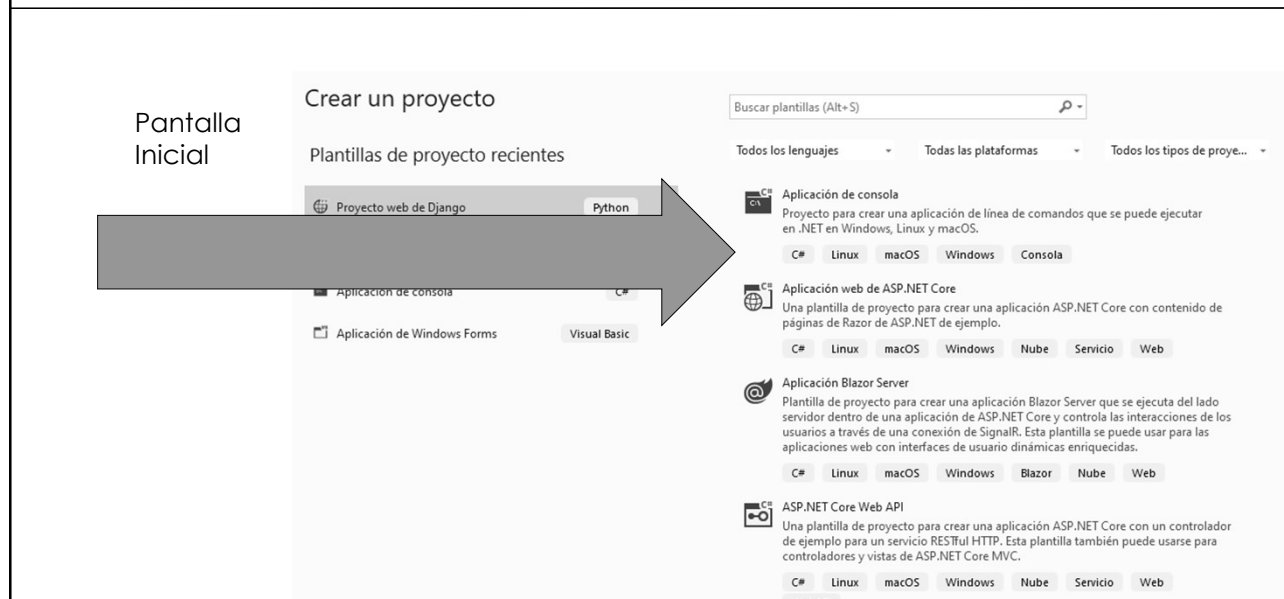 Pantalla
Inicial
Crear un proyecto
Plantillas de proyecto recientes
Proyecto web de Django
Python
Aplicación de consola
C#
Aplicación de Windows Forms
Visual Basic
Buscar plantillas (Alt+S)
Todos los lenguajes
Todas las plataformas
Todos los tipos de proye...
C#
C:\
Aplicación de consola
Proyecto para crear una aplicación de línea de comandos que se puede ejecutar
en .NET en Windows, Linux y macOS.
C# Linux macOS Windows Consola
C#
Aplicación web de ASP.NET Core
Una plantilla de proyecto para crear una aplicación ASP.NET Core con contenido de
páginas de Razor de ASP.NET de ejemplo.
C# Linux macOS Windows Nube Servicio Web
Aplicación Blazor Server
Plantilla de proyecto para crear una aplicación Blazor Server que se ejecuta del lado
servidor dentro de una aplicación de ASP.NET Core y controla las interacciones de los
usuarios a través de una conexión de SignalR. Esta plantilla se puede usar para las
aplicaciones web con interfaces de usuario dinámicas enriquecidas.
C# Linux macOS Windows Blazor Nube Web
C#
ASP.NET Core Web API
Una plantilla de proyecto para crear una aplicación ASP.NET Core con un controlador
de ejemplo para un servicio RESTful HTTP. Esta plantilla también puede usarse para
controladores y vistas de ASP.NET Core MVC.
C# Linux macOS Windows Nube Servicio Web